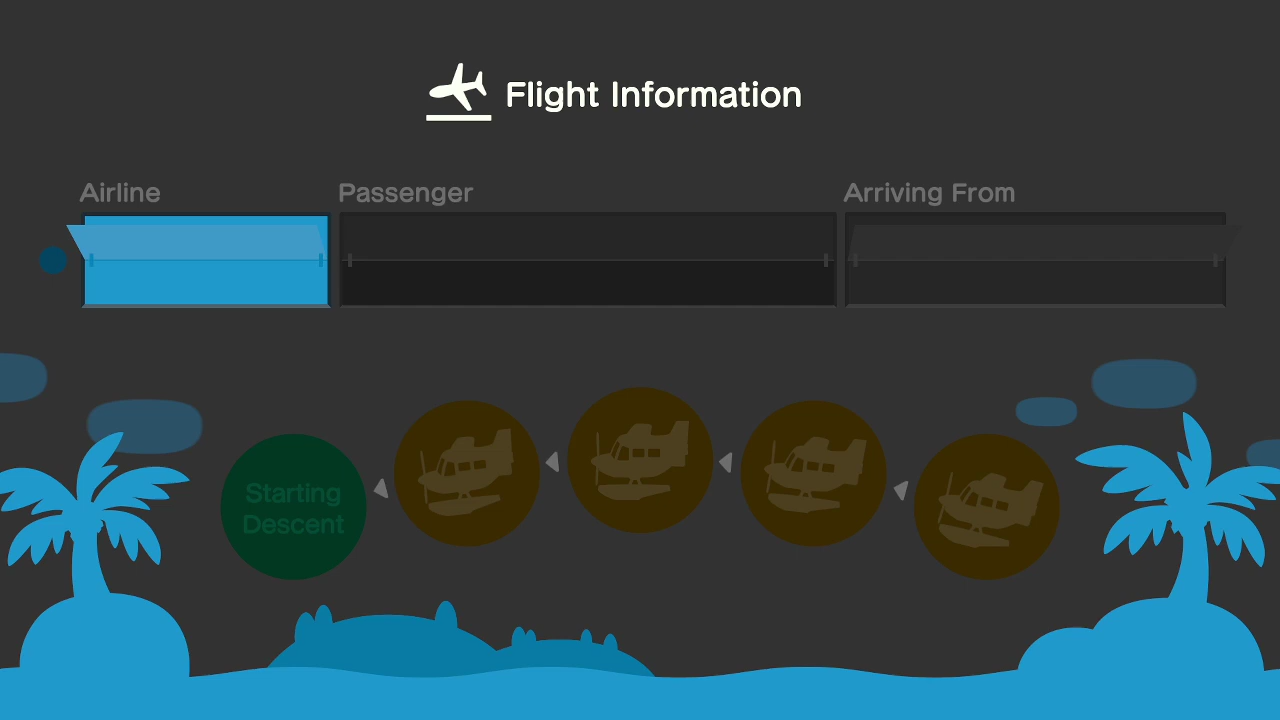 Flight Information
Airline
Passenger
Arriving From
Starting
Descent